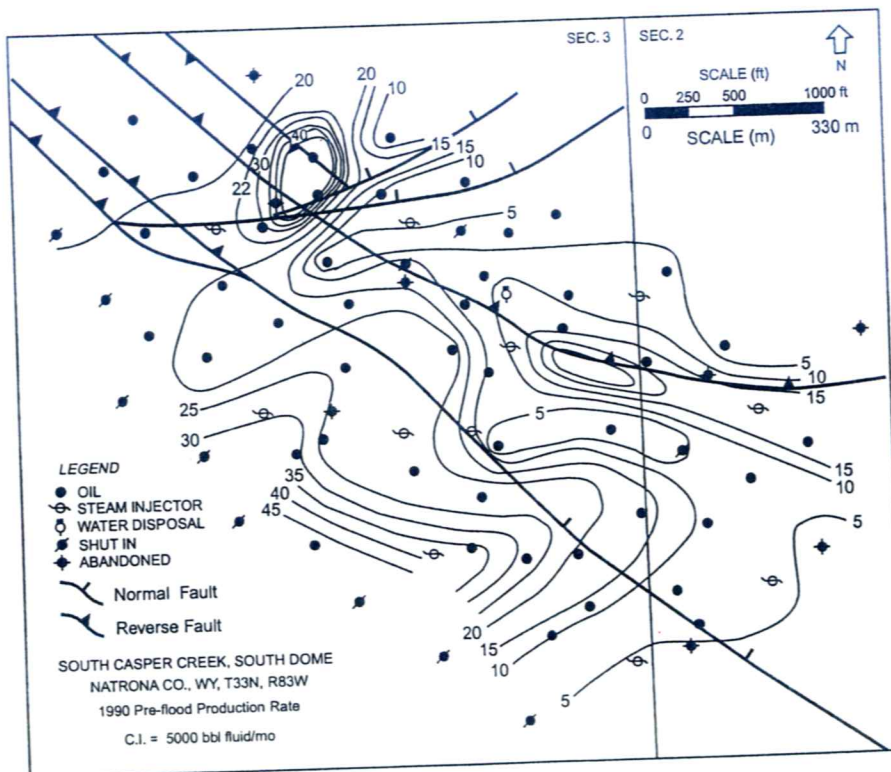 SEC. 3
SEC. 2
N
SCALE (ft)
0 250 500 1000 ft
0 330 m
SCALE (m)
20
20
10
40
30
22
15
15
10
5
5
10
15
25
30
5
35
40
45
15
10
5
20
15
10
5
LEGEND
OIL
STEAM INJECTOR
WATER DISPOSAL
SHUT IN
ABANDONED
Normal Fault
Reverse Fault
SOUTH CASPER CREEK, SOUTH DOME
NATRONA CO., WY, T33N, R83W
1990 Pre-flood Production Rate
C.I. = 5000 bbl fluid/mo